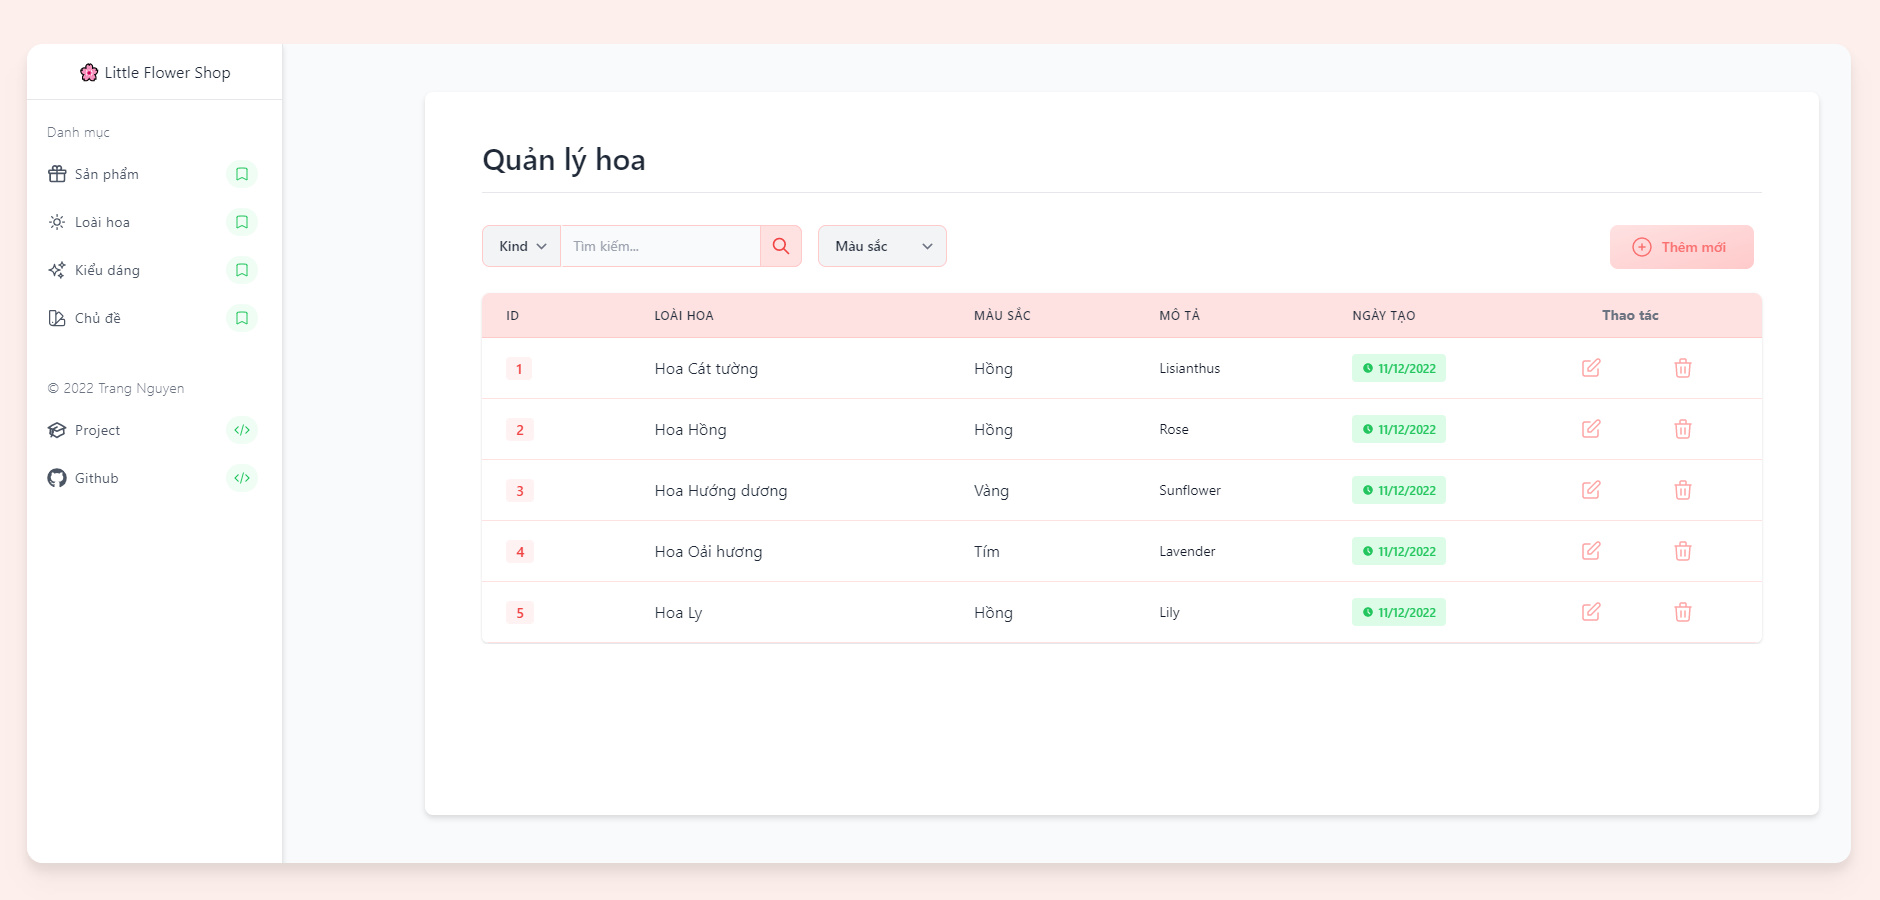 Little Flower Shop
Danh mục
Sản phẩm
Loài hoa
Kiểu dáng
Chủ đề
© 2022 Trang Nguyen
Project
Github
Quản lý hoa
Kind Tìm kiếm... Màu sắc Thêm mới
ID LOÀI HOA MÀU SẮC MÔ TẢ NGÀY TẠO Thao tác
1 Hoa Cát tường Hồng Lisianthus 11/12/2022
2 Hoa Hồng Hồng Rose 11/12/2022
3 Hoa Hướng dương Vàng Sunflower 11/12/2022
4 Hoa Oải hương Tím Lavender 11/12/2022
5 Hoa Ly Hồng Lily 11/12/2022